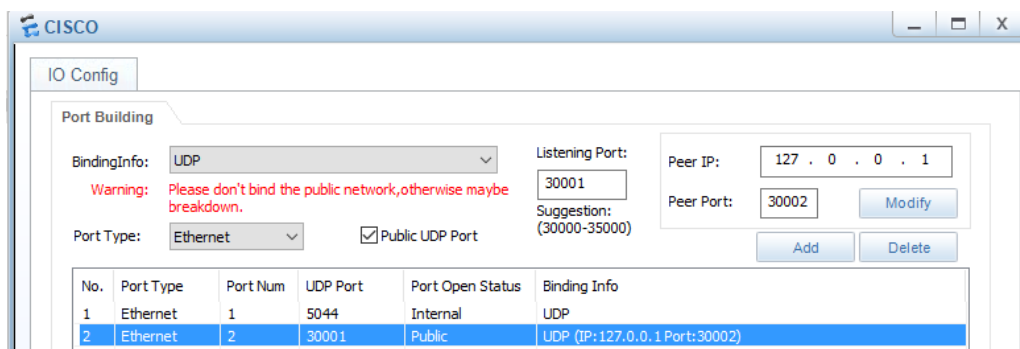 CISCO
X
IO Config
Port Building
BindingInfo: UDP
Warning: Please don't bind the public network,otherwise maybe
breakdown.
Port Type: Ethernet
Public UDP Port
Listening Port:
30001
Suggestion:
(30000-35000)
Peer IP: 127 . 0 . 0 . 1
Peer Port: 30002 Modify
Add Delete
No. Port Type Port Num UDP Port Port Open Status Binding Info
1 Ethernet 1 5044 Internal UDP
2 Ethernet 2 30001 Public UDP (IP:127.0.0.1 Port:30002)